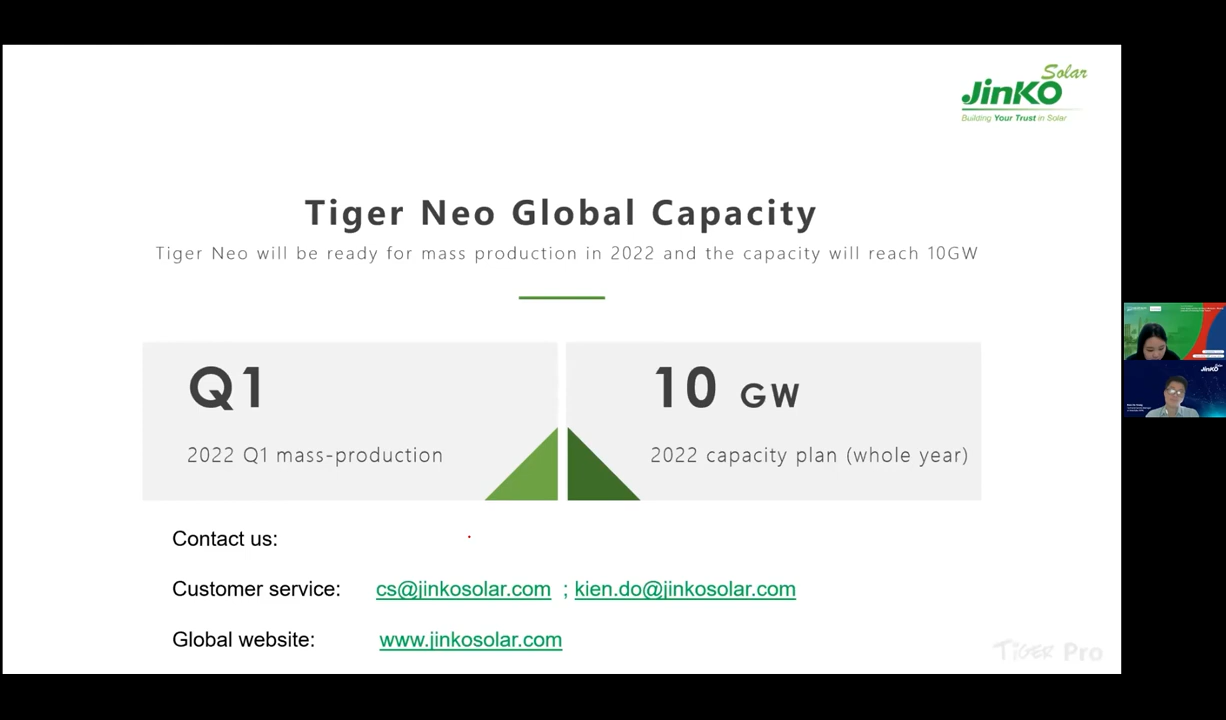 Solar
JinKO
Building Your Trust in Solar
Tiger Neo Global Capacity
Tiger Neo will be ready for mass production in 2022 and the capacity will reach 10GW
Q1
2022 Q1 mass-production
10 GW
2022 capacity plan (whole year)
Contact us:
Customer service: cs@jinkosolar.com ; kien.do@jinkosolar.com
Global website: www.jinkosolar.com
TIGER Pro
JinKO